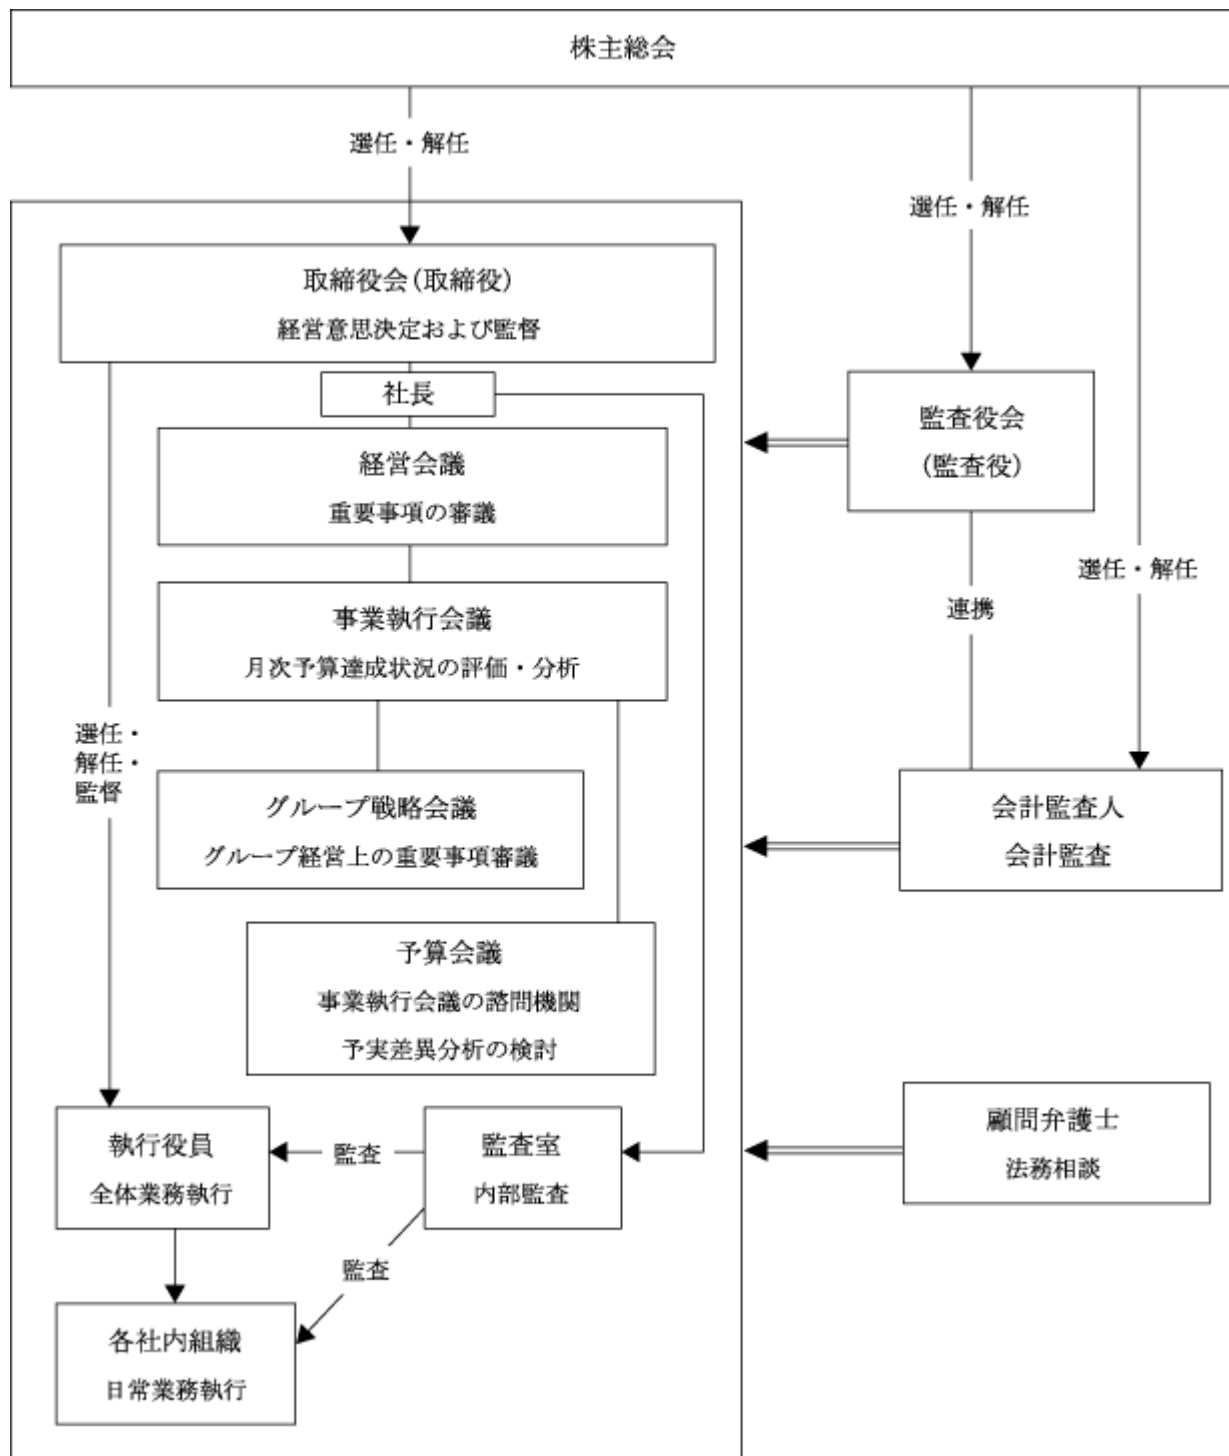 株主総会
選任・解任
選任・解任
取締役会(取締役)
経営意思決定および監督
社長
監査役会
(監査役)
経営会議
重要事項の審議
選任・解任
連携
事業執行会議
月次予算達成状況の評価・分析
選任・
解任・
監督
グループ戦略会議
グループ経営上の重要事項審議
会計監査人
会計監査
予算会議
事業執行会議の諮問機関
予実差異分析の検討
執行役員
全体業務執行
監査
監査室
内部監査
顧問弁護士
法務相談
監査
各社内組織
日常業務執行